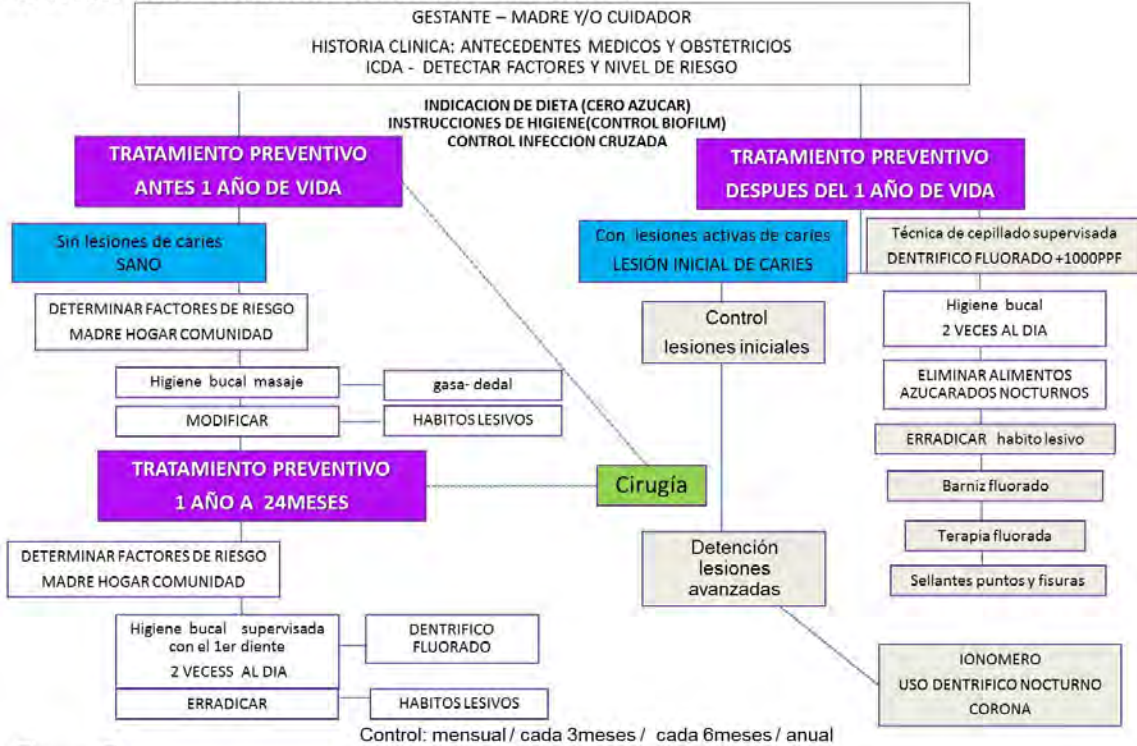 GESTANTE – MADRE Y/O CUIDADOR
HISTORIA CLINICA: ANTECEDENTES MEDICOS Y OBSTETRICIOS
ICDA - DETECTAR FACTORES Y NIVEL DE RIESGO
INDICACION DE DIETA (CERO AZUCAR)
INSTRUCCIONES DE HIGIENE(CONTROL BIOFILM)
CONTROL INFECCION CRUZADA
TRATAMIENTO PREVENTIVO
ANTES 1 AÑO DE VIDA
Sin lesiones de caries
SANO
DETERMINAR FACTORES DE RIESGO
MADRE HOGAR COMUNIDAD
Higiene bucal masaje
gasa- dedal
MODIFICAR
HABITOS LESIVOS
TRATAMIENTO PREVENTIVO
1 AÑO A 24MESES
DETERMINAR FACTORES DE RIESGO
MADRE HOGAR COMUNIDAD
Higiene bucal supervisada
con el 1er diente
2 VECESS AL DIA
DENTRIFICO
FLUORADO
ERRADICAR
HABITOS LESIVOS
Cirugía
TRATAMIENTO PREVENTIVO
DESPUES DEL 1 AÑO DE VIDA
Con lesiones activas de caries
LESIÓN INICIAL DE CARIES
Control
lesiones iniciales
Detención
lesiones
avanzadas
Técnica de cepillado supervisada
DENTRIFICO FLUORADO +1000PPF
Higiene bucal
2 VECES AL DIA
ELIMINAR ALIMENTOS
AZUCARADOS NOCTURNOS
ERRADICAR habito lesivo
Barniz fluorado
Terapia fluorada
Sellantes puntos y fisuras
IONOMERO
USO DENTRIFICO NOCTURNO
CORONA
Control: mensual / cada 3meses / cada 6meses / anual